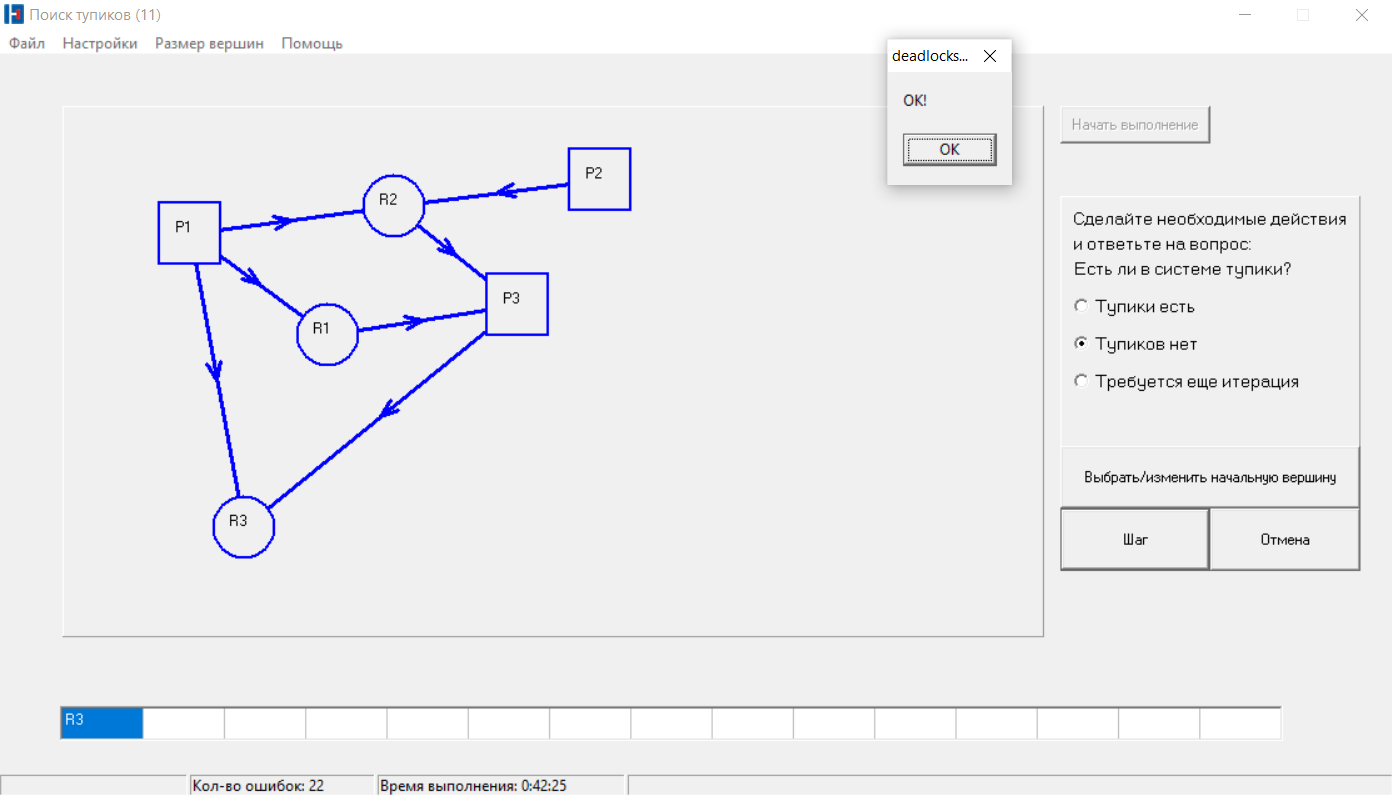 Поиск тупиков (11)
Файл Настройки Размер вершин Помощь
deadlocks...
OK!
OK
Начать выполнение
P2
R2
P1
P3
R1
R3
Сделайте необходимые действия
и ответьте на вопрос:
Есть ли в системе тупики?
Тупики есть
Тупиков нет
Требуется еще итерация
Выбрать/изменить начальную вершину
Шаг Отмена
R3
Кол-во ошибок: 22 Время выполнения: 0:42:25